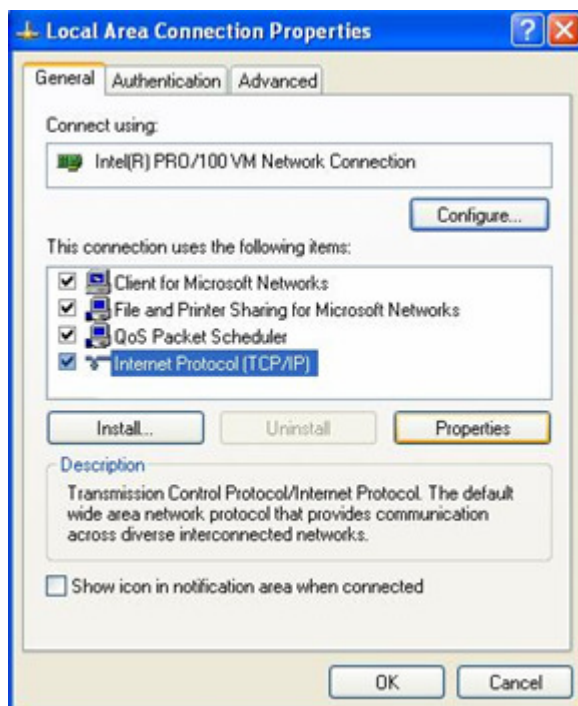 Local Area Connection Properties
General Authentication Advanced
Connect using:
Intel(R) PRO/100 VM Network Connection
Configure...
This connection uses the following items:
Client for Microsoft Networks
File and Printer Sharing for Microsoft Networks
QoS Packet Scheduler
Internet Protocol (TCP/IP)
Install... Uninstall Properties
Description
Transmission Control Protocol/Internet Protocol. The default
wide area network protocol that provides communication
across diverse interconnected networks.
Show icon in notification area when connected
OK Cancel